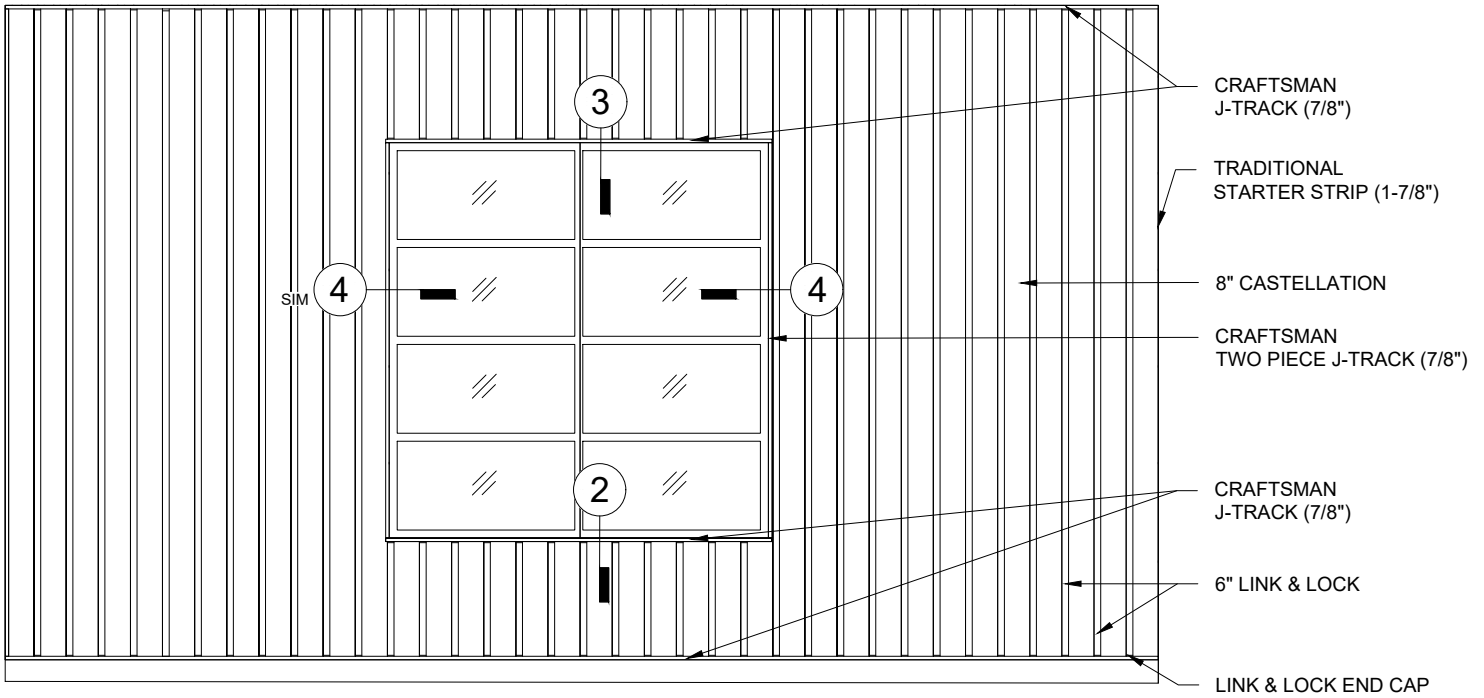 CRAFTSMAN
J-TRACK (7/8")
3
TRADITIONAL
STARTER STRIP (1-7/8")
SIM
4
4
8" CASTELLATION
CRAFTSMAN
TWO PIECE J-TRACK (7/8")
2
CRAFTSMAN
J-TRACK (7/8")
6" LINK & LOCK
LINK & LOCK END CAP